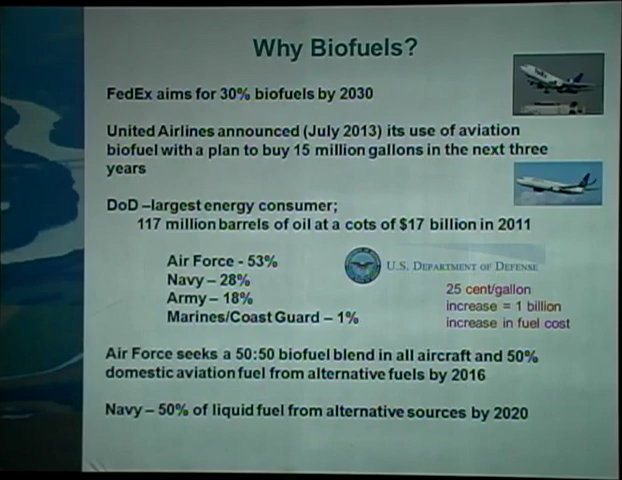 Why Biofuels?
FedEx aims for 30% biofuels by 2030
United Airlines announced (July 2013) its use of aviation
biofuel with a plan to buy 15 million gallons in the next three
years
DoD –largest energy consumer;
117 million barrels of oil at a cots of $17 billion in 2011
Air Force - 53%
Navy – 28%
Army – 18%
Marines/Coast Guard – 1%
U.S. DEPARTMENT OF DEFENSE
25 cent/gallon
increase = 1 billion
increase in fuel cost
Air Force seeks a 50:50 biofuel blend in all aircraft and 50%
domestic aviation fuel from alternative fuels by 2016
Navy – 50% of liquid fuel from alternative sources by 2020